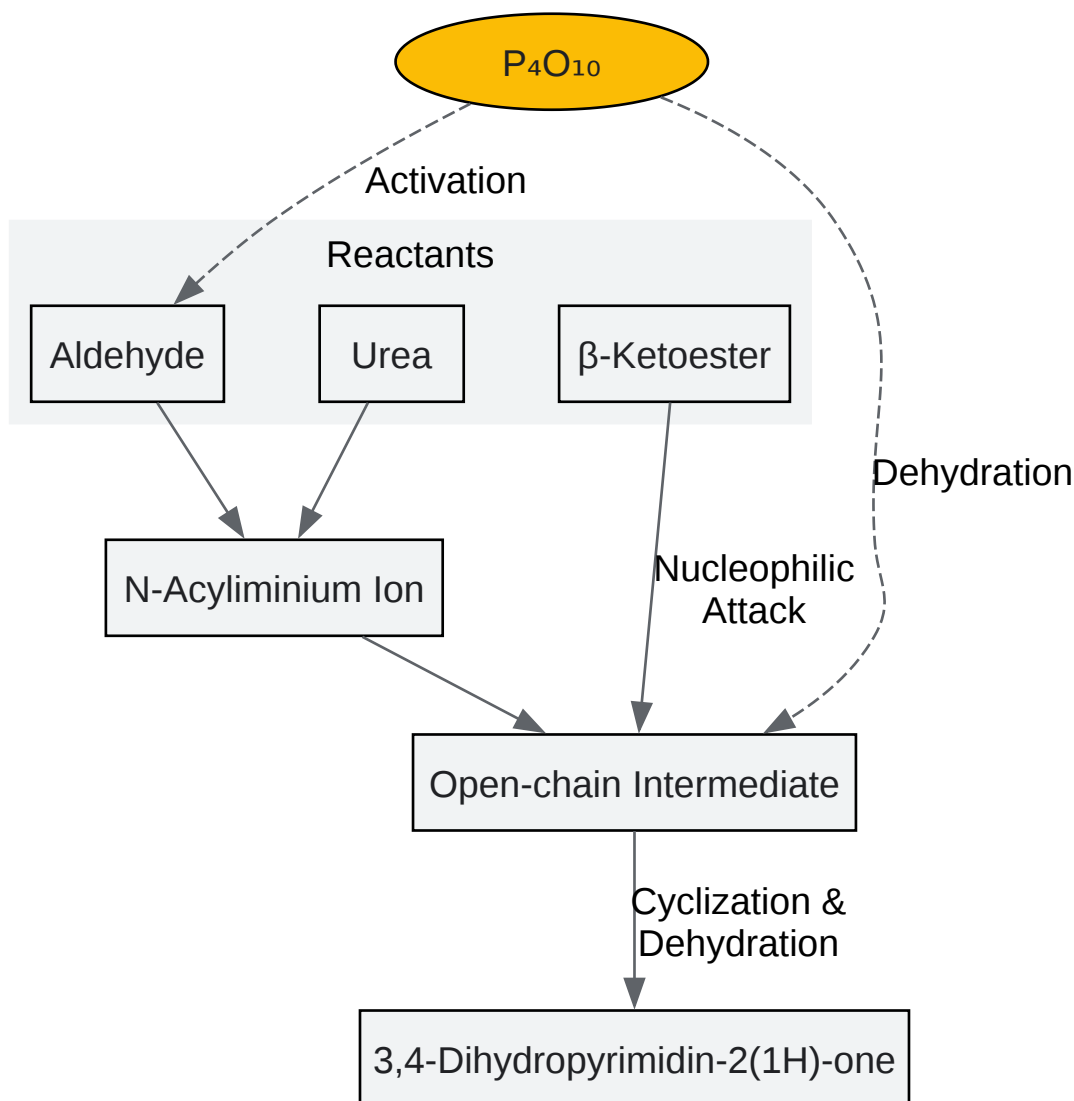 P₄O₁₀
Activation
Reactants
Aldehyde
Urea
β-Ketoester
Dehydration
N-Acyliminium Ion
Nucleophilic
Attack
Open-chain Intermediate
Cyclization &
Dehydration
3,4-Dihydropyrimidin-2(1H)-one